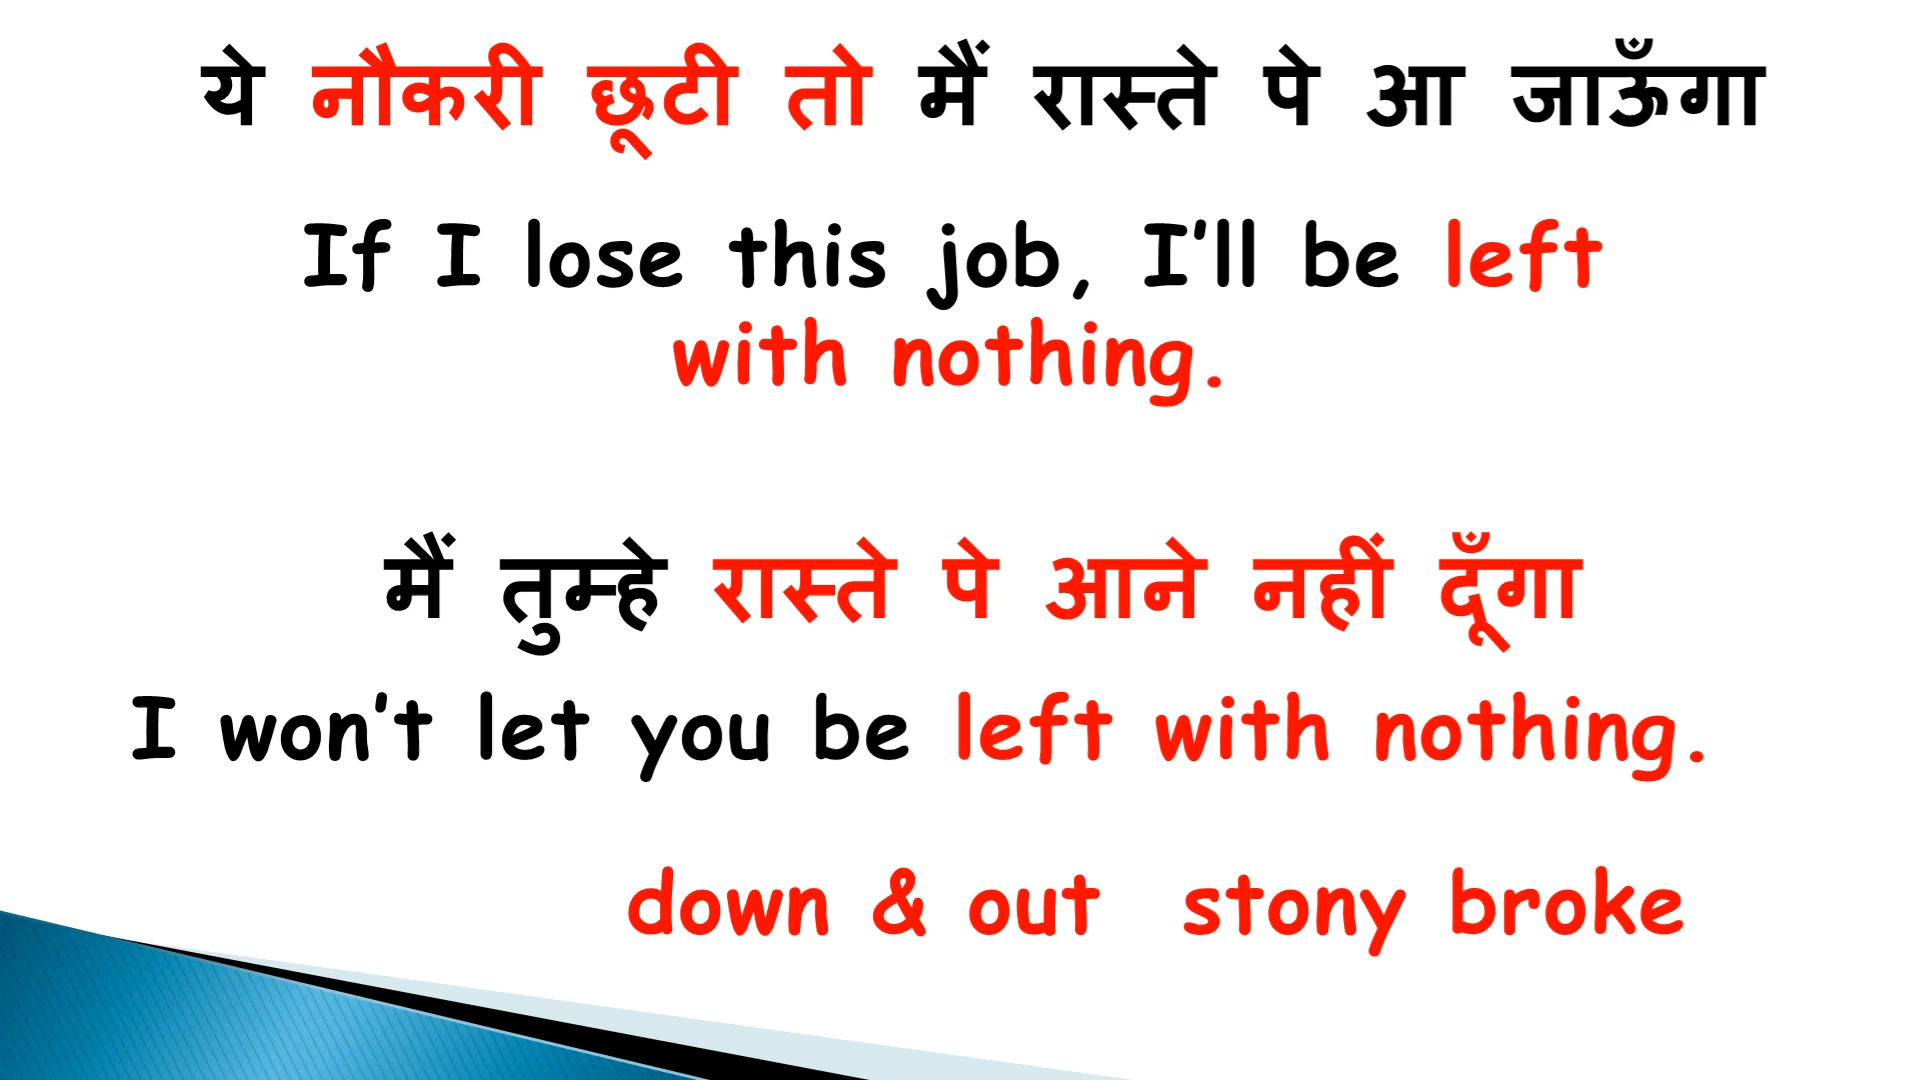 ये नौकरी छूटी तो मैं रास्ते पे आ जाऊँगा
If I lose this job, I’ll be left
with nothing.
मैं तुम्हे रास्ते पे आने नहीं दूँगा
I won’t let you be left with nothing.
down & out stony broke